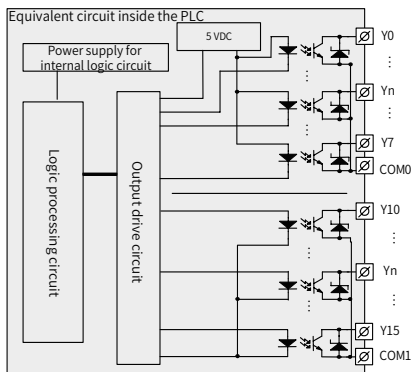 Equivalent circuit inside the PLC
5 VDC
Power supply for
internal logic circuit
Logic processing circuit
Output drive circuit
Y0
Yn
Y7
COM0
Y10
Yn
Y15
COM1